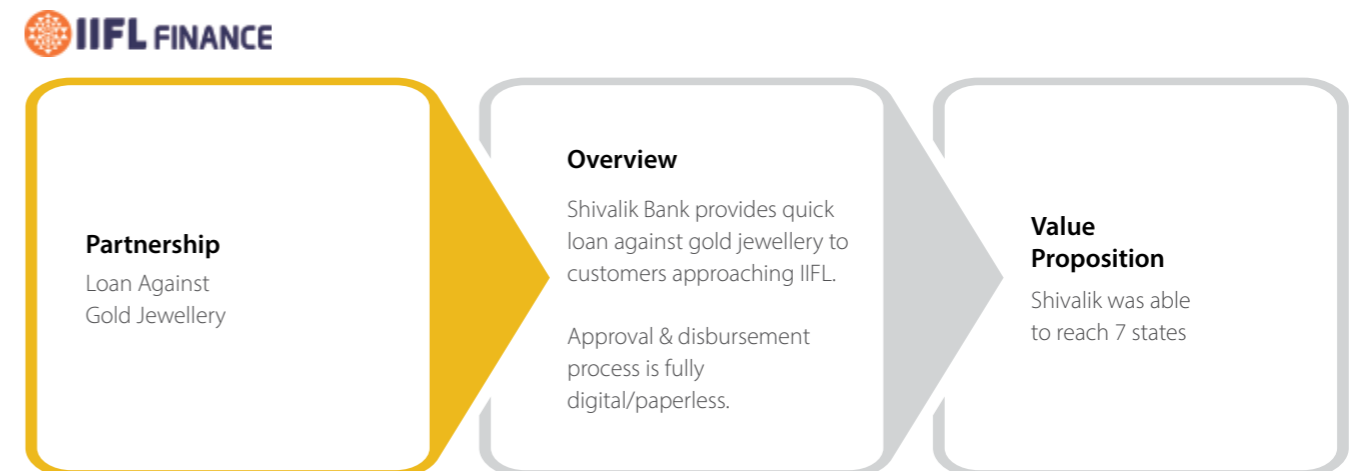 IIFL FINANCE
Partnership
Loan Against
Gold Jewellery
Overview
Shivalik Bank provides quick
loan against gold jewellery to
customers approaching IIFL.
Approval & disbursement
process is fully
digital/paperless.
Value
Proposition
Shivalik was able
to reach 7 states